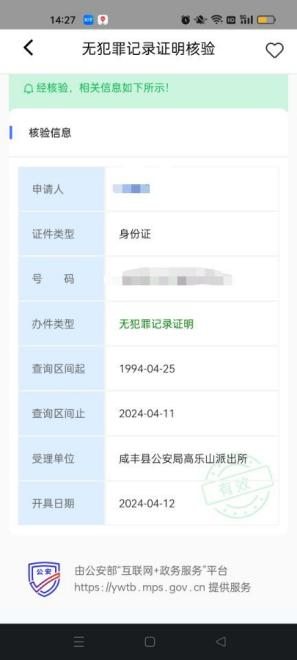 14:27
无犯罪记录证明核验
经核验，相关信息如下所示！
核验信息
申请人
证件类型 身份证
号 码
办件类型 无犯罪记录证明
查询区间起 1994-04-25
查询区间止 2024-04-11
受理单位 咸丰县公安局高乐山派出所
有效
开具日期 2024-04-12
公安
由公安部“互联网+政务服务”平台
https://ywtb.mps.gov.cn 提供服务